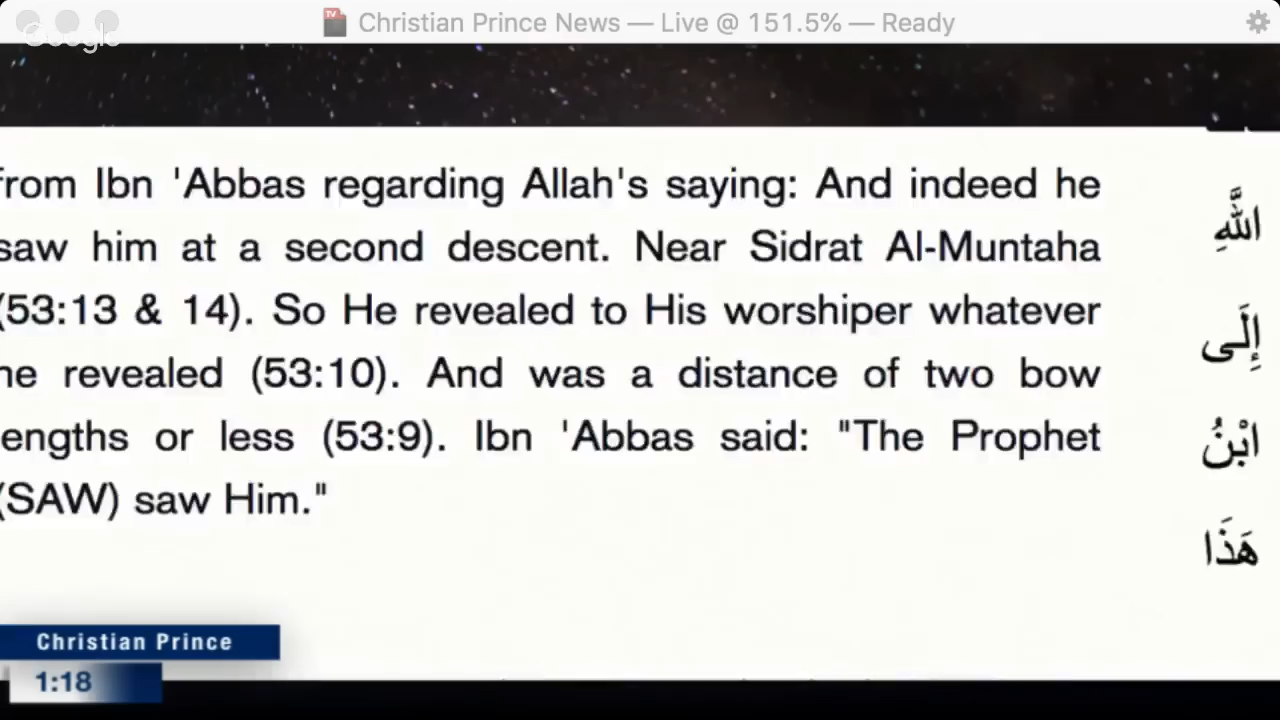 Christian Prince News — Live @ 151.5% — Ready
Google
from Ibn 'Abbas regarding Allah's saying: And indeed he
saw him at a second descent. Near Sidrat Al-Muntaha
(53:13 & 14). So He revealed to His worshiper whatever
he revealed (53:10). And was a distance of two bow
lengths or less (53:9). Ibn 'Abbas said: "The Prophet
(SAW) saw Him."
اللَّهِ
إِلَى
ابْنُ
هَذَا
Christian Prince
1:18